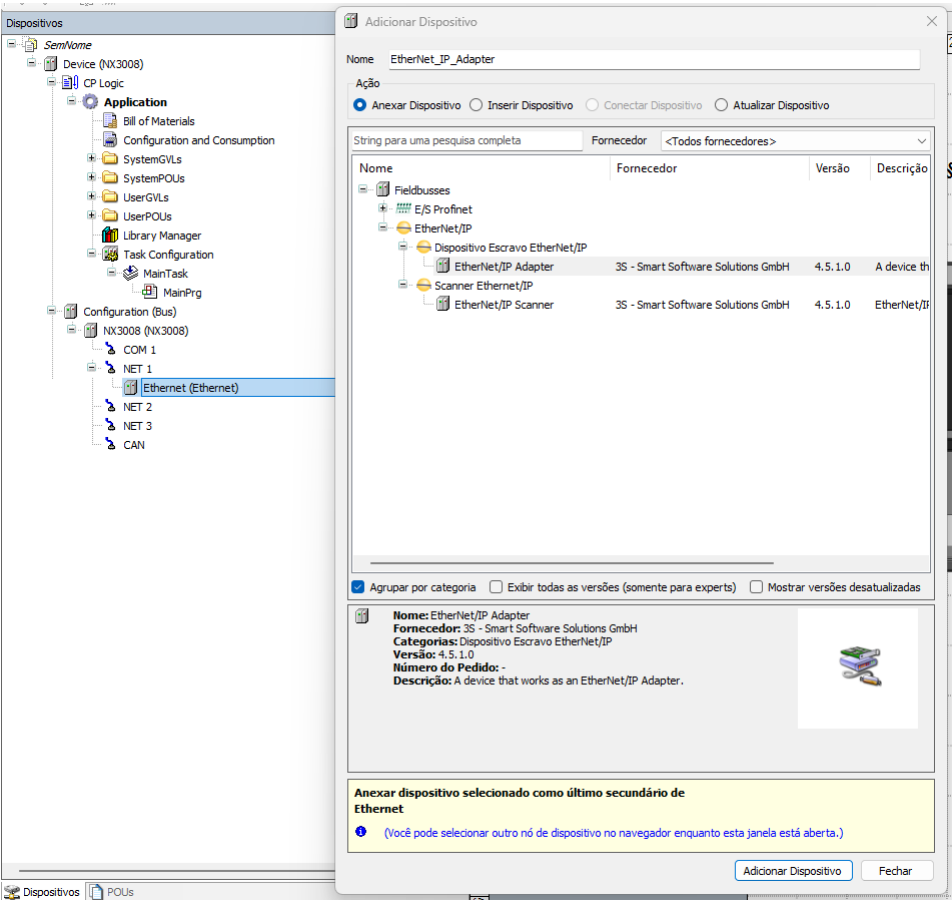 Dispositivos
SemNome
Device (NX3008)
CP Logic
Application
Bill of Materials
Configuration and Consumption
SystemGVLs
SystemPOUs
UserGVLs
UserPOUs
Library Manager
Task Configuration
MainTask
MainPrg
Configuration (Bus)
NX3008 (NX3008)
COM 1
NET 1
Ethernet (Ethernet)
NET 2
NET 3
CAN
Dispositivos POUs
Adicionar Dispositivo
Nome EtherNet_IP_Adapter
Ação
Anexar Dispositivo Inserir Dispositivo Conectar Dispositivo Atualizar Dispositivo
String para uma pesquisa completa Fornecedor <Todos fornecedores>
Nome Fornecedor Versão Descrição
Fieldbusses
E/S Profinet
EtherNet/IP
Dispositivo Escravo EtherNet/IP
EtherNet/IP Adapter 3S - Smart Software Solutions GmbH 4.5.1.0 A device th
Scanner Ethernet/IP
EtherNet/IP Scanner 3S - Smart Software Solutions GmbH 4.5.1.0 EtherNet/IP
Agrupar por categoria Exibir todas as versões (somente para experts) Mostrar versões desatualizadas
Nome: EtherNet/IP Adapter
Fornecedor: 3S - Smart Software Solutions GmbH
Categorias: Dispositivo Escravo EtherNet/IP
Versão: 4.5.1.0
Número do Pedido: -
Descrição: A device that works as an EtherNet/IP Adapter.
Anexar dispositivo selecionado como último secundário de
Ethernet
(Você pode selecionar outro nó de dispositivo no navegador enquanto esta janela está aberta.)
Adicionar Dispositivo Fechar